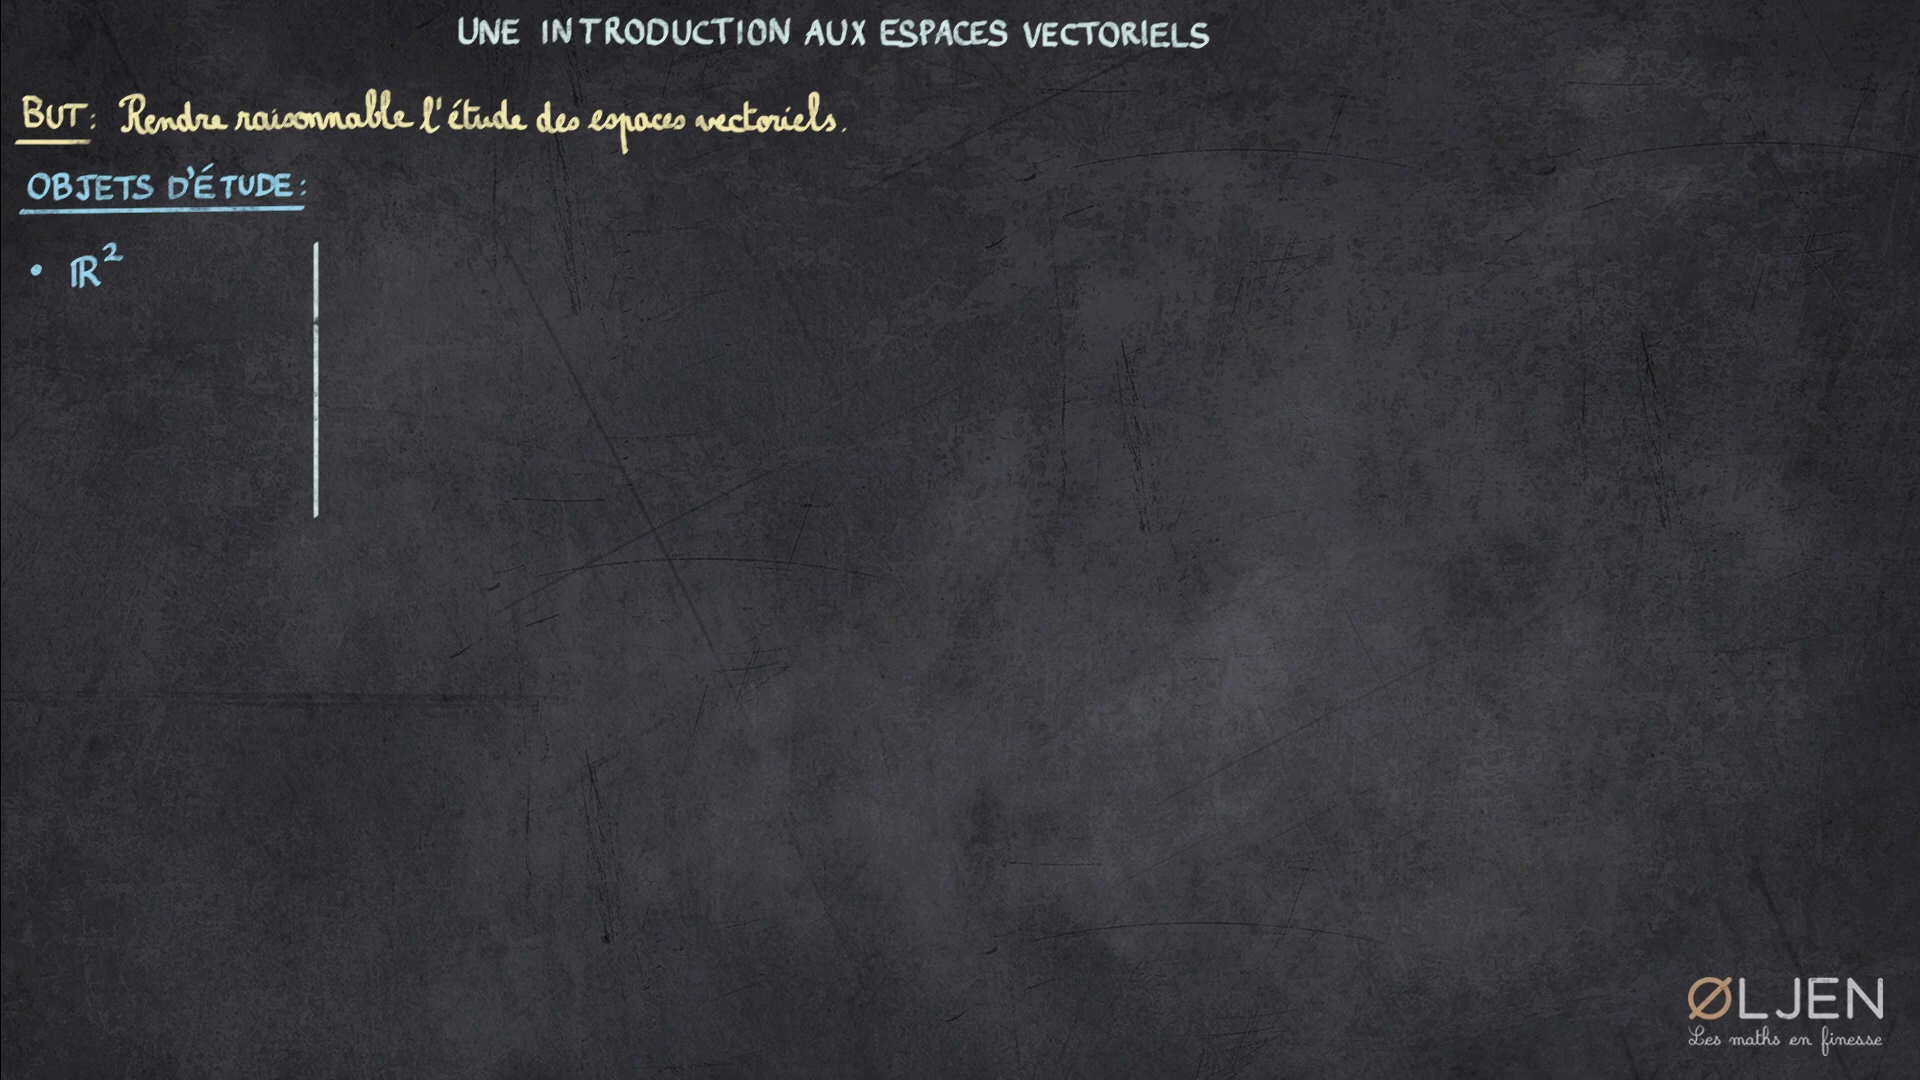 UNE INTRODUCTION AUX ESPACES VECTORIELS
BUT: Rendre raisonnable l'étude des espaces vectoriels.
OBJETS D'ÉTUDE:
• ℝ²
ØLJEN
Les maths en finesse